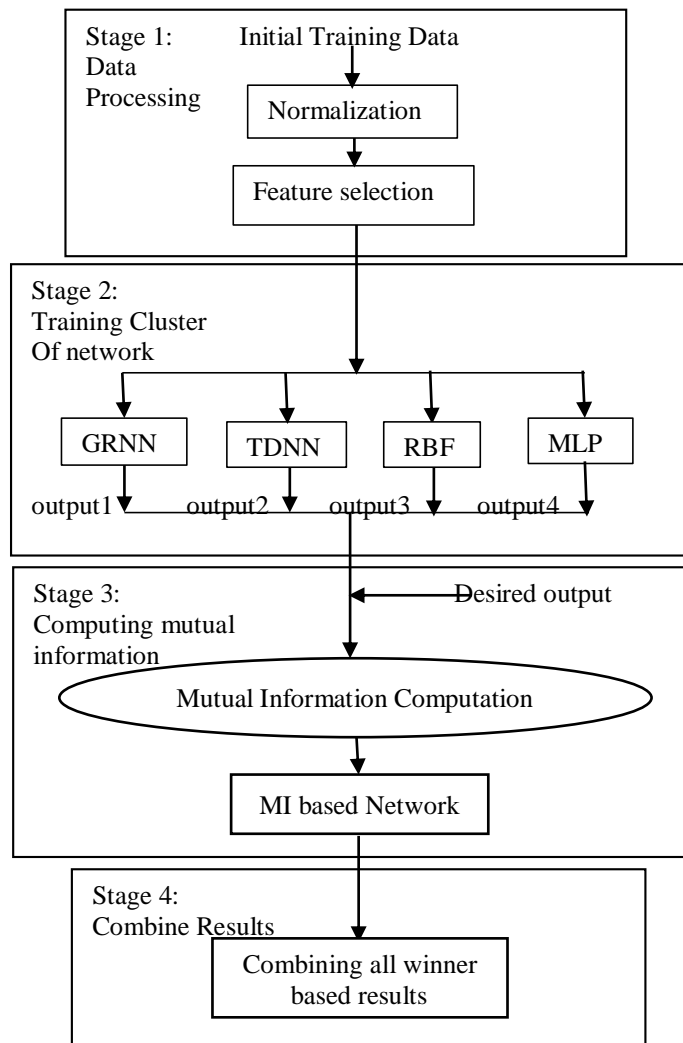 Stage 1:
Data
Processing
Initial Training Data
Normalization
Feature selection
Stage 2:
Training Cluster
Of network
GRNN
TDNN
RBF
MLP
output1
output2
output3
output4
Stage 3:
Computing mutual
information
Desired output
Mutual Information Computation
MI based Network
Stage 4:
Combine Results
Combining all winner
based results